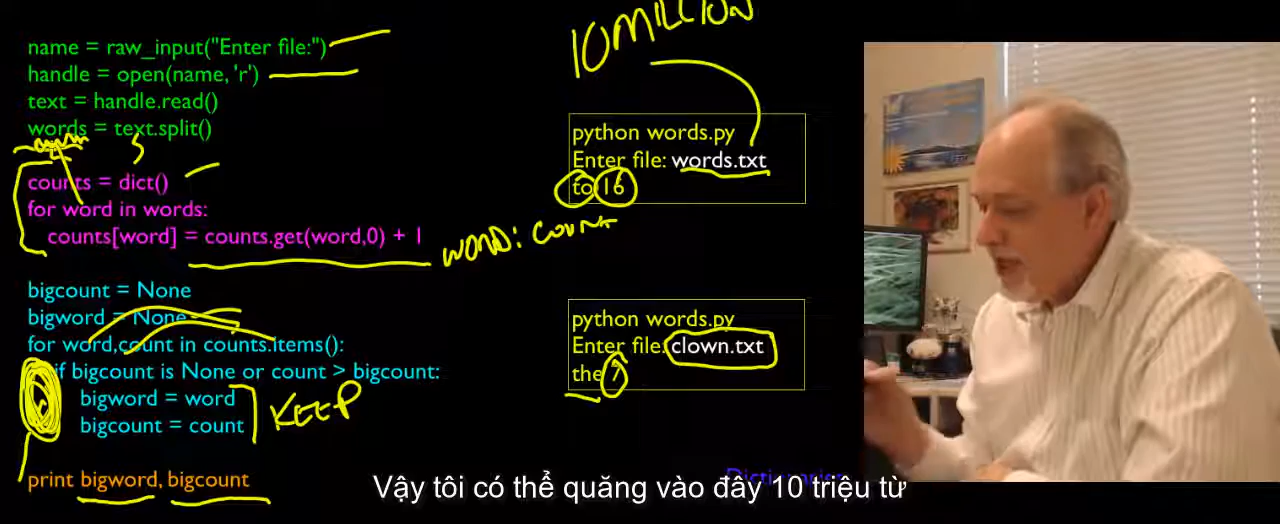 name = raw_input("Enter file:")
handle = open(name, 'r')
text = handle.read()
words = text.split()
counts = dict()
for word in words:
counts[word] = counts.get(word,0) + 1
WORD: COUNT
bigcount = None
bigword = None
for word,count in counts.items():
if bigcount is None or count > bigcount:
bigword = word
bigcount = count
KEEP
print bigword, bigcount
10 MILLION
python words.py
Enter file: words.txt
to 16
python words.py
Enter file: clown.txt
the 7
Dictionaries
Vậy tôi có thể quăng vào đây 10 triệu từ